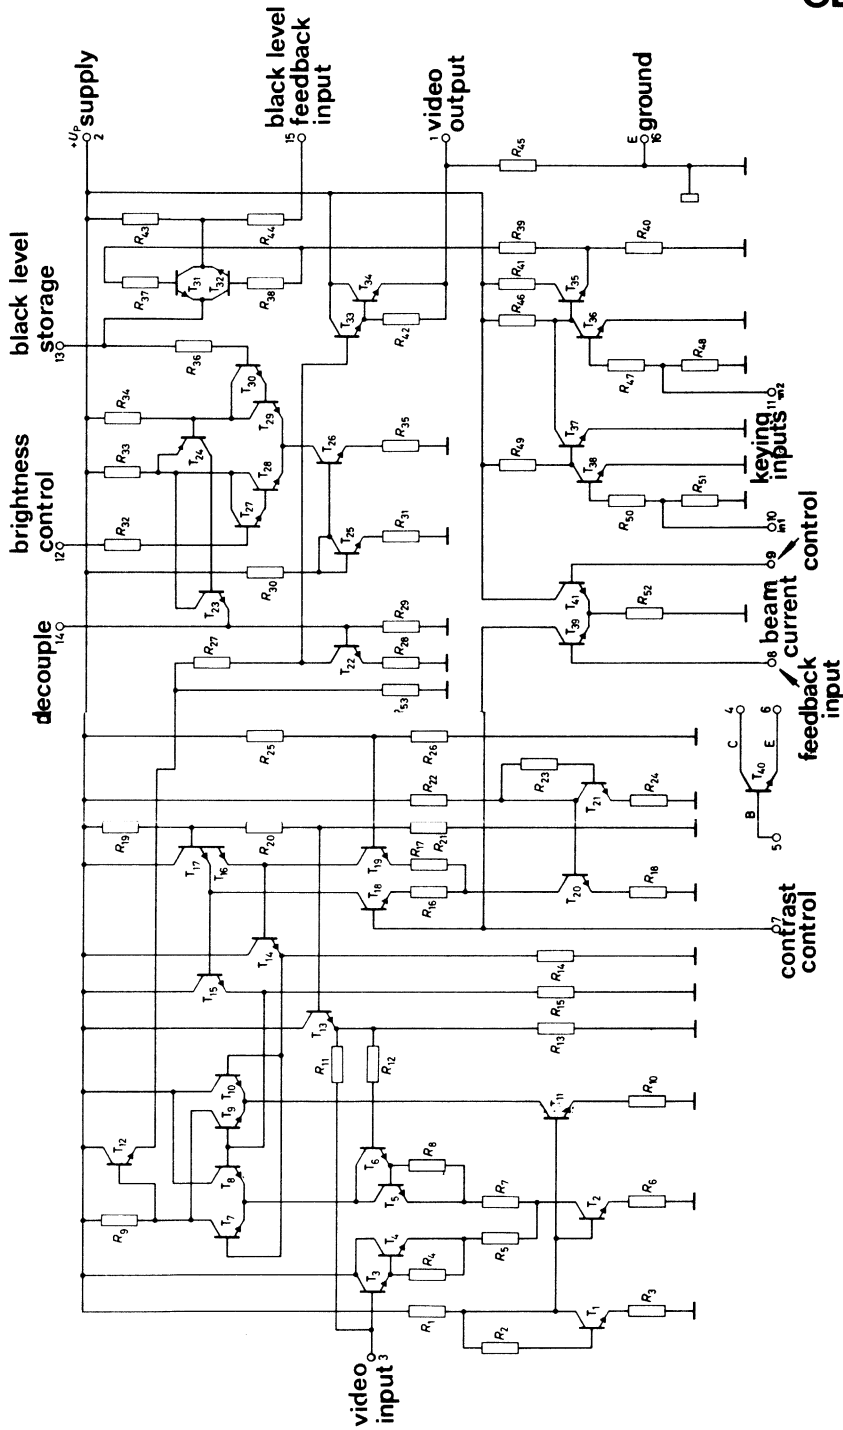 +Up supply
2
black level
feedback
input
15
video
output
1
ground
E
16
black level
storage
13
brightness
control
12
decouple
14
keying
inputs
11 in2
10 in1
control
9
beam
current
8
feedback
input
contrast
control
7
video
input
3
C
4
E
6
B
5
T40
R43
R44
R45
R37
T31
T32
R38
R39
R40
R41
R46
T35
T36
R47
R48
T33
T34
R42
R36
T30
T29
T28
T27
R34
R33
T24
R32
T26
R35
T25
R31
R30
T23
R29
R28
T22
R27
R49
T37
T38
R50
R51
T41
T39
R52
R25
R26
R22
R23
T21
R24
R19
R20
R21
T17
T16
T19
R17
T18
R16
T20
R18
T14
R14
T15
R15
T13
R13
R11
R12
T10
T9
T8
T7
T12
R9
T6
R8
T5
R7
T4
R5
T3
R4
T2
R6
R10
R1
R2
T1
R3